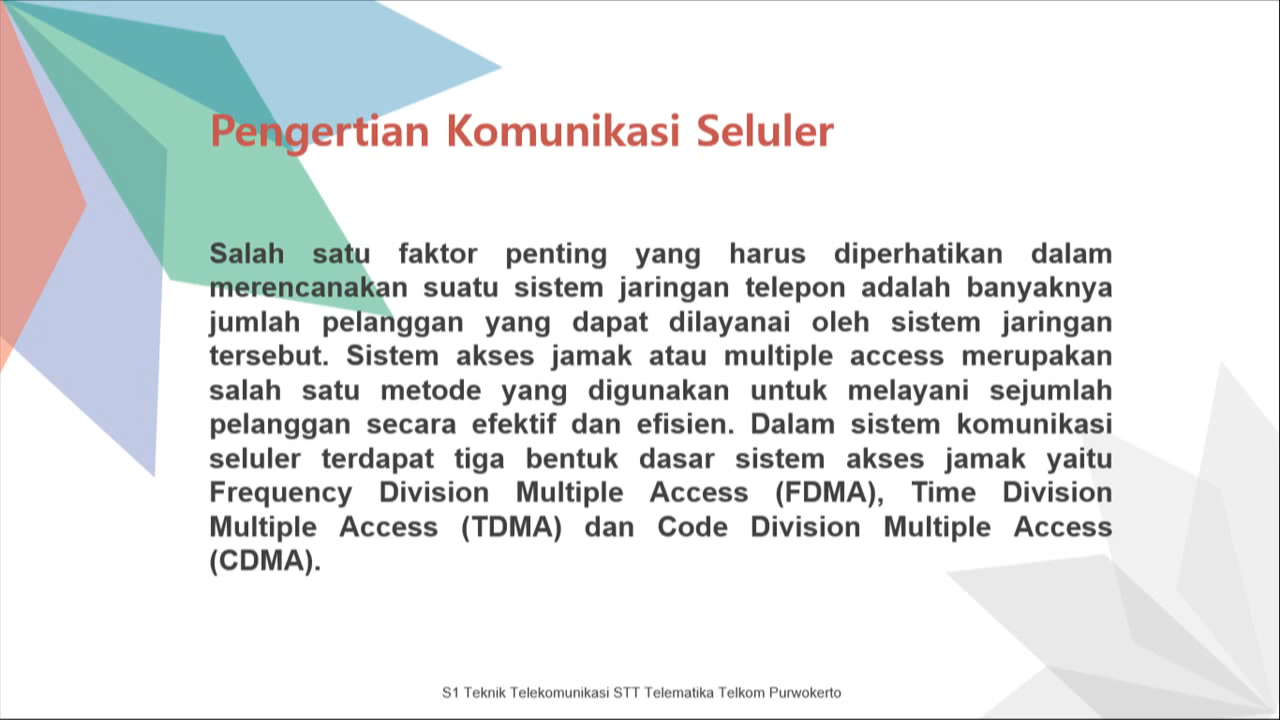 Pengertian Komunikasi Seluler
Salah satu faktor penting yang harus diperhatikan dalam
merencanakan suatu sistem jaringan telepon adalah banyaknya
jumlah pelanggan yang dapat dilayanai oleh sistem jaringan
tersebut. Sistem akses jamak atau multiple access merupakan
salah satu metode yang digunakan untuk melayani sejumlah
pelanggan secara efektif dan efisien. Dalam sistem komunikasi
seluler terdapat tiga bentuk dasar sistem akses jamak yaitu
Frequency Division Multiple Access (FDMA), Time Division
Multiple Access (TDMA) dan Code Division Multiple Access
(CDMA).
S1 Teknik Telekomunikasi STT Telematika Telkom Purwokerto